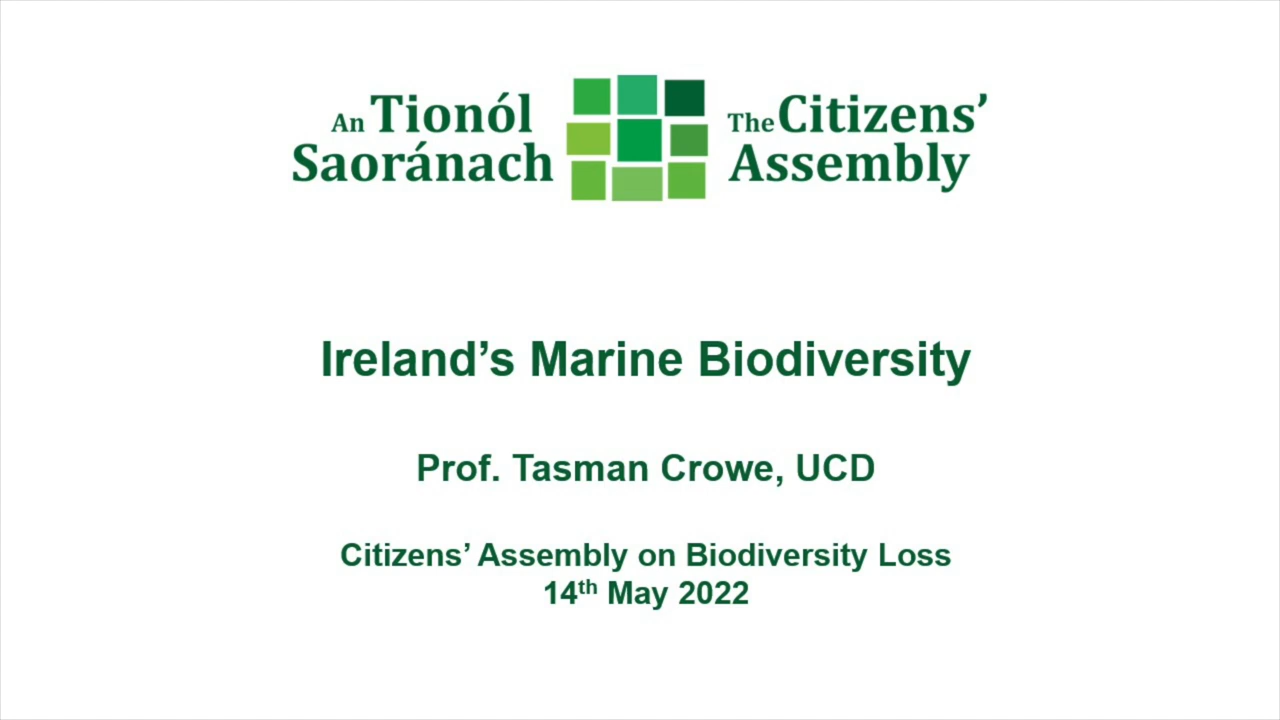 An Tionól
Saoránach
The Citizens’
Assembly
Ireland’s Marine Biodiversity
Prof. Tasman Crowe, UCD
Citizens’ Assembly on Biodiversity Loss
14th May 2022